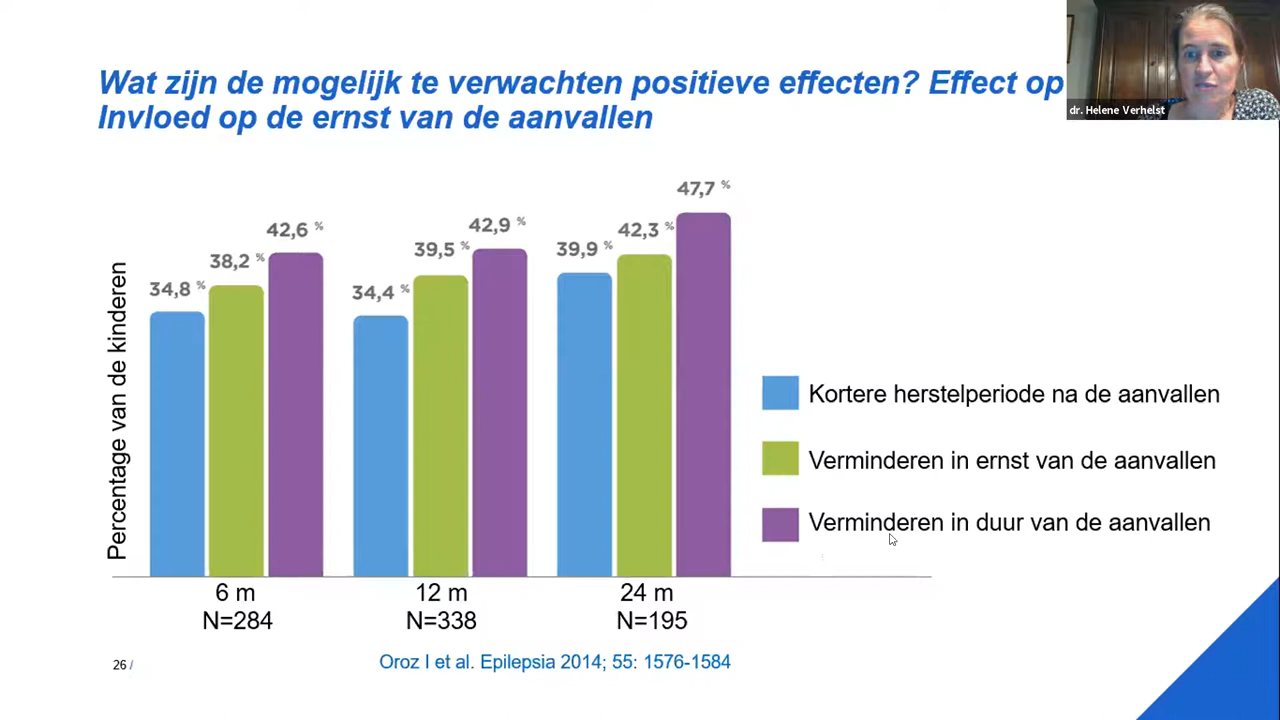 Wat zijn de mogelijk te verwachten positieve effecten? Effect op
Invloed op de ernst van de aanvallen
dr. Helene Verhelst
Percentage van de kinderen
34,8 %
38,2 %
42,6 %
34,4 %
39,5 %
42,9 %
39,9 %
42,3 %
47,7 %
Kortere herstelperiode na de aanvallen
Verminderen in ernst van de aanvallen
Verminderen in duur van de aanvallen
6 m
N=284
12 m
N=338
24 m
N=195
26 /
Oroz I et al. Epilepsia 2014; 55: 1576-1584